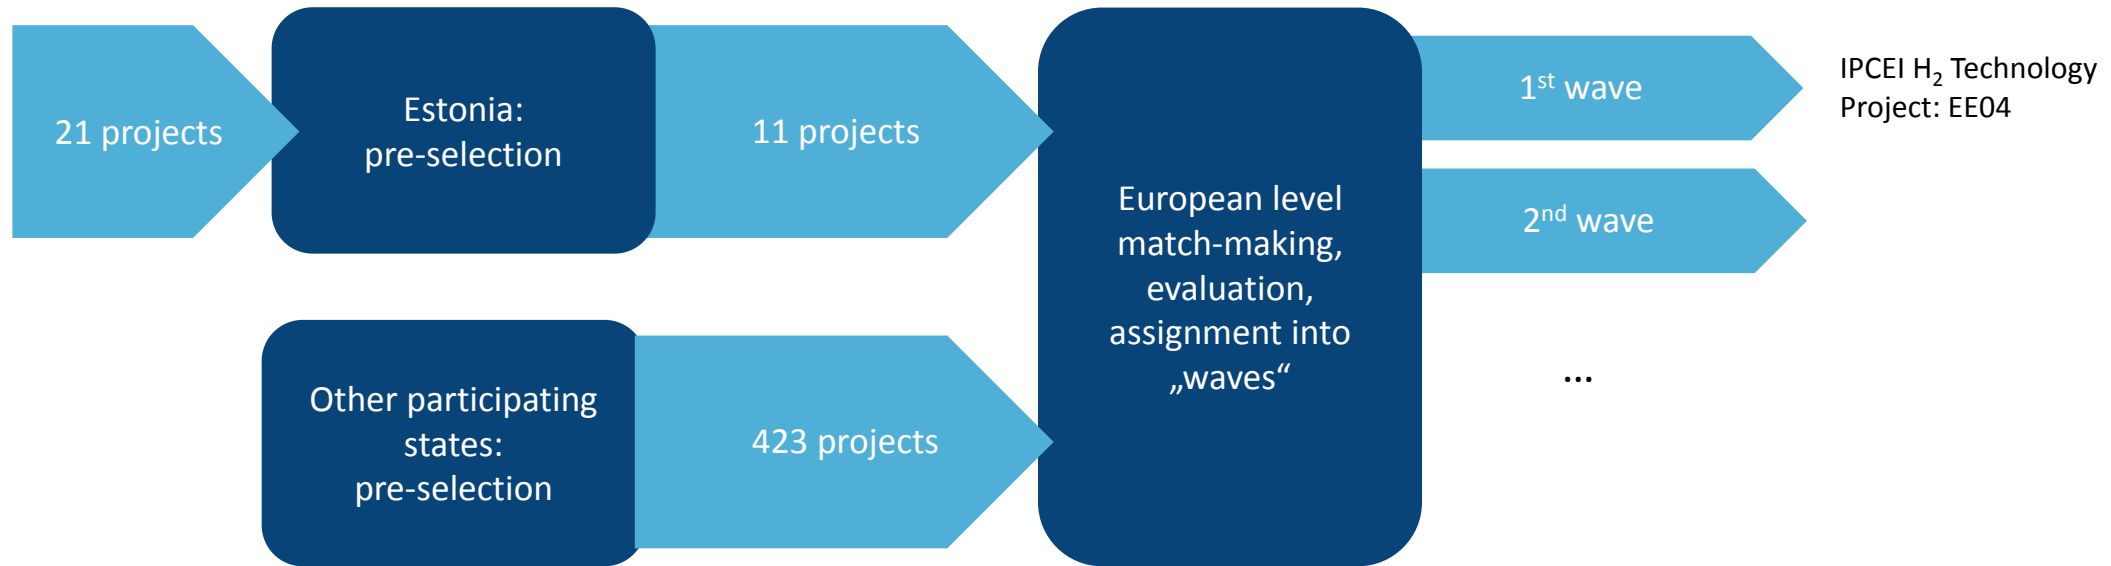 21 projects
Estonia:
pre-selection
11 projects
Other participating
states:
pre-selection
423 projects
European level
match-making,
evaluation,
assignment into
„waves“
1st wave
2nd wave
...
IPCEI H₂ Technology
Project: EE04